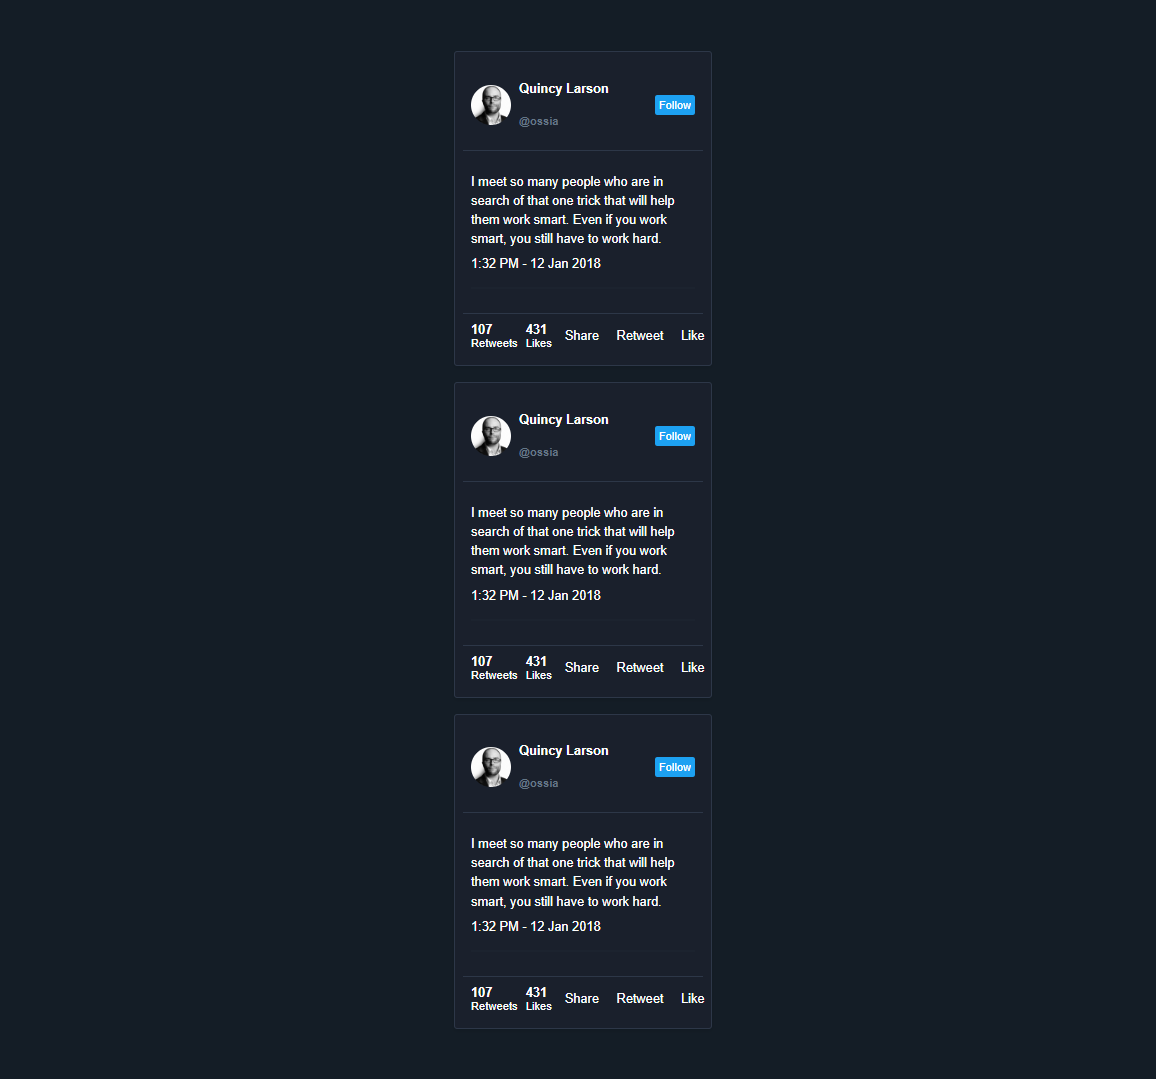 Quincy Larson
Follow
@ossia
I meet so many people who are in
search of that one trick that will help
them work smart. Even if you work
smart, you still have to work hard.
1:32 PM - 12 Jan 2018
107 431 Share Retweet Like
Retweets Likes
Quincy Larson
Follow
@ossia
I meet so many people who are in
search of that one trick that will help
them work smart. Even if you work
smart, you still have to work hard.
1:32 PM - 12 Jan 2018
107 431 Share Retweet Like
Retweets Likes
Quincy Larson
Follow
@ossia
I meet so many people who are in
search of that one trick that will help
them work smart. Even if you work
smart, you still have to work hard.
1:32 PM - 12 Jan 2018
107 431 Share Retweet Like
Retweets Likes